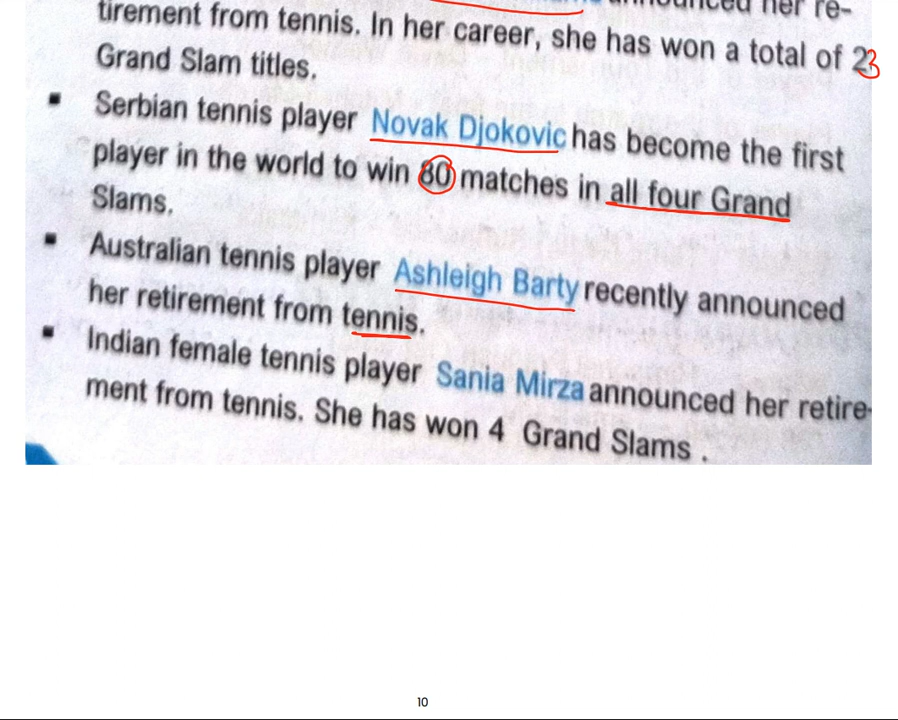 announced her re-
tirement from tennis. In her career, she has won a total of 23
Grand Slam titles.
▪ Serbian tennis player Novak Djokovic has become the first
player in the world to win 80 matches in all four Grand
Slams.
▪ Australian tennis player Ashleigh Barty recently announced
her retirement from tennis.
▪ Indian female tennis player Sania Mirza announced her retire-
ment from tennis. She has won 4 Grand Slams .
10